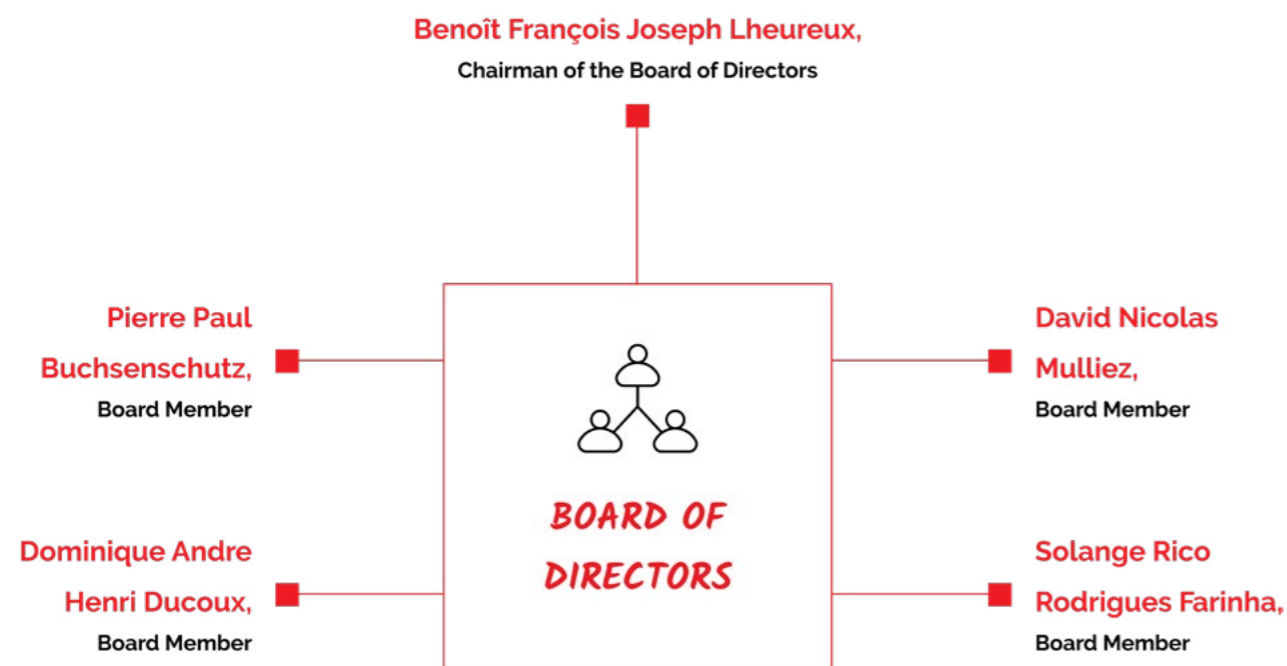 Benoît François Joseph Lheureux,
Chairman of the Board of Directors
Pierre Paul
Buchsenschutz,
Board Member
David Nicolas
Mulliez,
Board Member
BOARD OF
DIRECTORS
Dominique Andre
Henri Ducoux,
Board Member
Solange Rico
Rodrigues Farinha,
Board Member